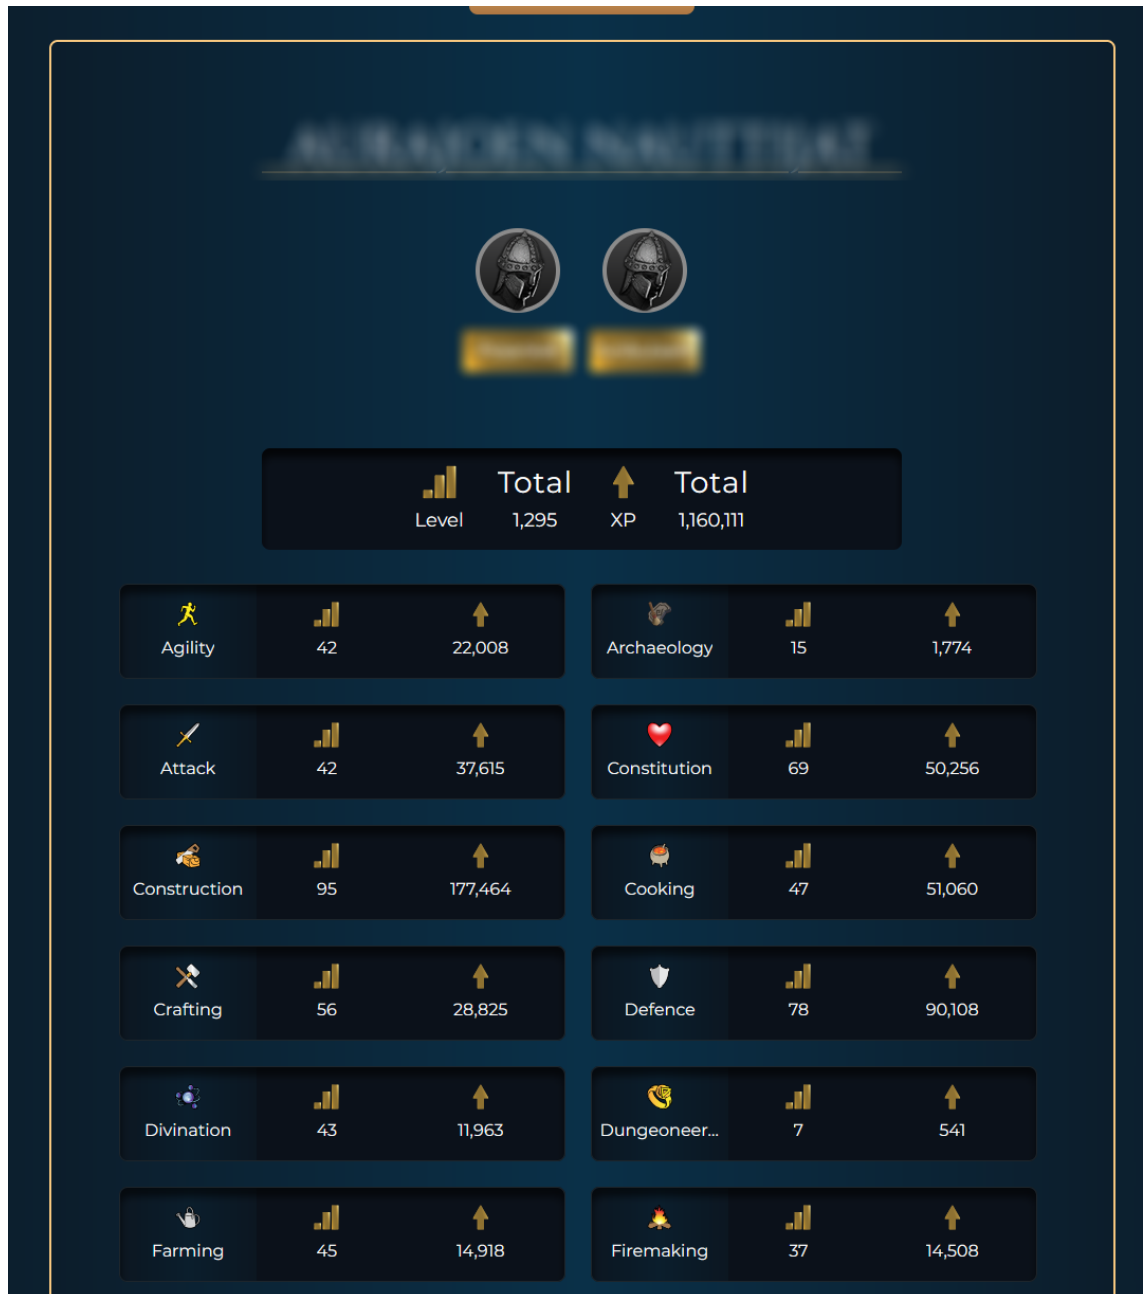 Total Total
Level 1,295 XP 1,160,111
Agility 42 22,008
Archaeology 15 1,774
Attack 42 37,615
Constitution 69 50,256
Construction 95 177,464
Cooking 47 51,060
Crafting 56 28,825
Defence 78 90,108
Divination 43 11,963
Dungeoneer... 7 541
Farming 45 14,918
Firemaking 37 14,508